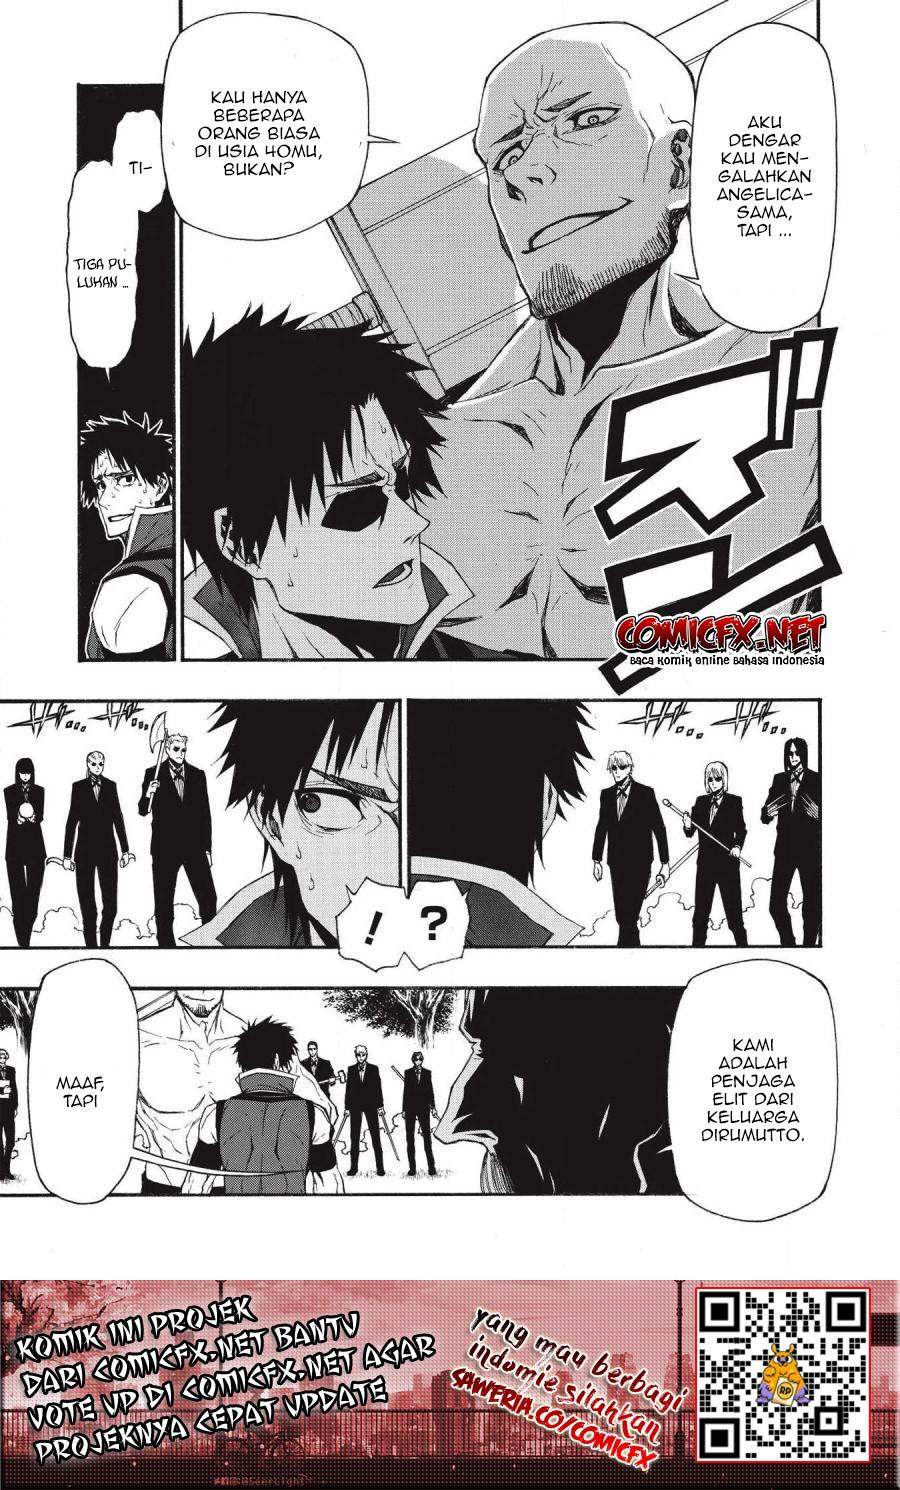 AKU
DENGAR
KAU MEN-
GALAHKAN
ANGELICA-
SAMA,
TAPI ...
KAU HANYA
BEBERAPA
ORANG BIASA
DI USIA 40MU,
BUKAN?
ズン
TI-
TIGA PU-
LUHAN ...
COMICFX.NET
Baca Komik Online Bahasa Indonesia
?
!
KAMI
ADALAH
PENJAGA
ELIT DARI
KELUARGA
DIRUMUTTO.
MAAF,
TAPI
KOMIK INI PROJEK
DARI COMICFX.NET BANTU
VOTE UP DI COMICFX.NET AGAR
PROJEKNYA CEPAT UPDATE
yang mau berbagi
indomie silahkan
SAWERIA.CO/COMICFX
RP